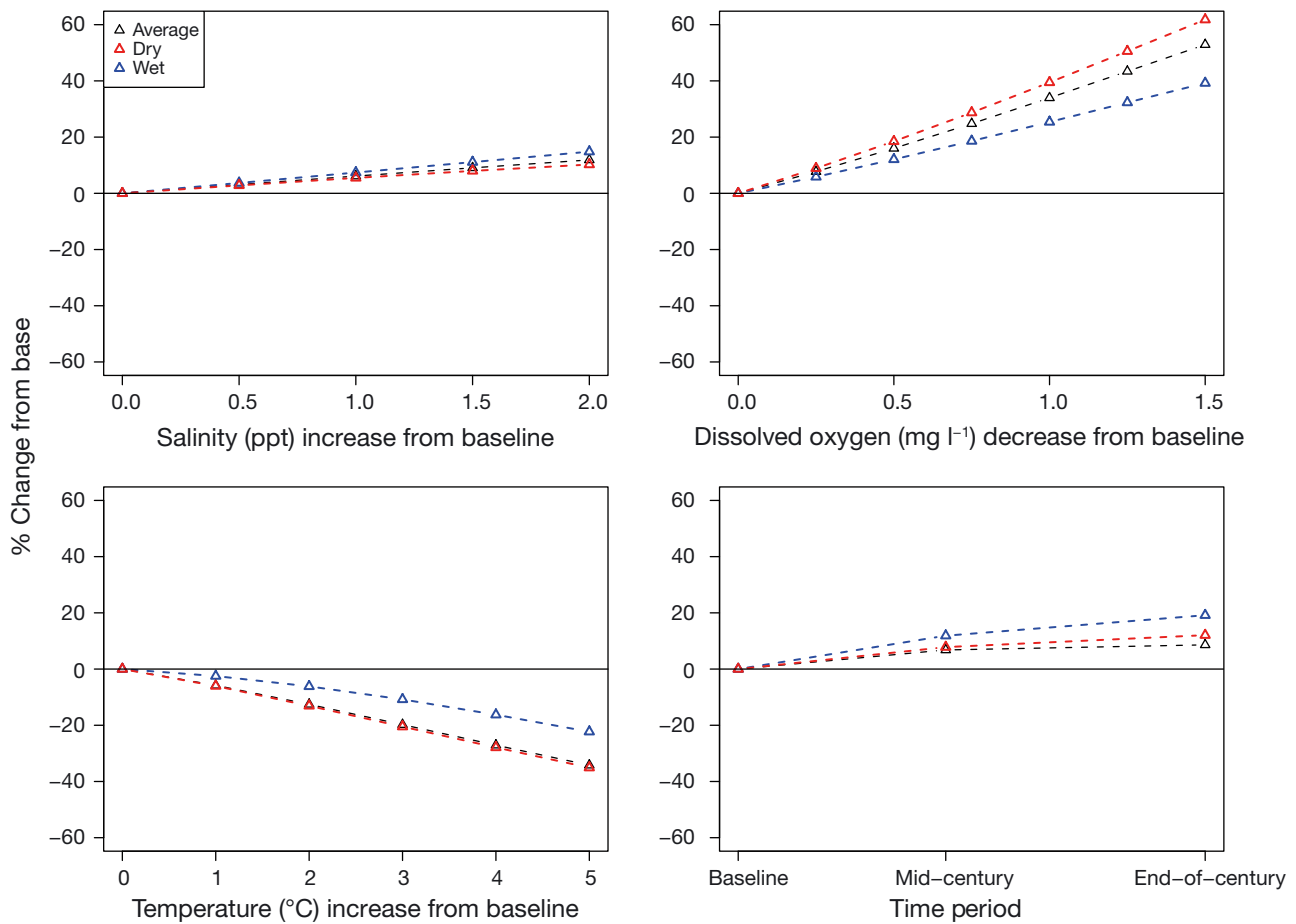 % Change from base
60
40
20
0
−20
−40
−60
Average
Dry
Wet
0.0 0.5 1.0 1.5 2.0
Salinity (ppt) increase from baseline
60
40
20
0
−20
−40
−60
0.0 0.5 1.0 1.5
Dissolved oxygen (mg l⁻¹) decrease from baseline
60
40
20
0
−20
−40
−60
0 1 2 3 4 5
Temperature (°C) increase from baseline
60
40
20
0
−20
−40
−60
Baseline Mid−century End−of−century
Time period